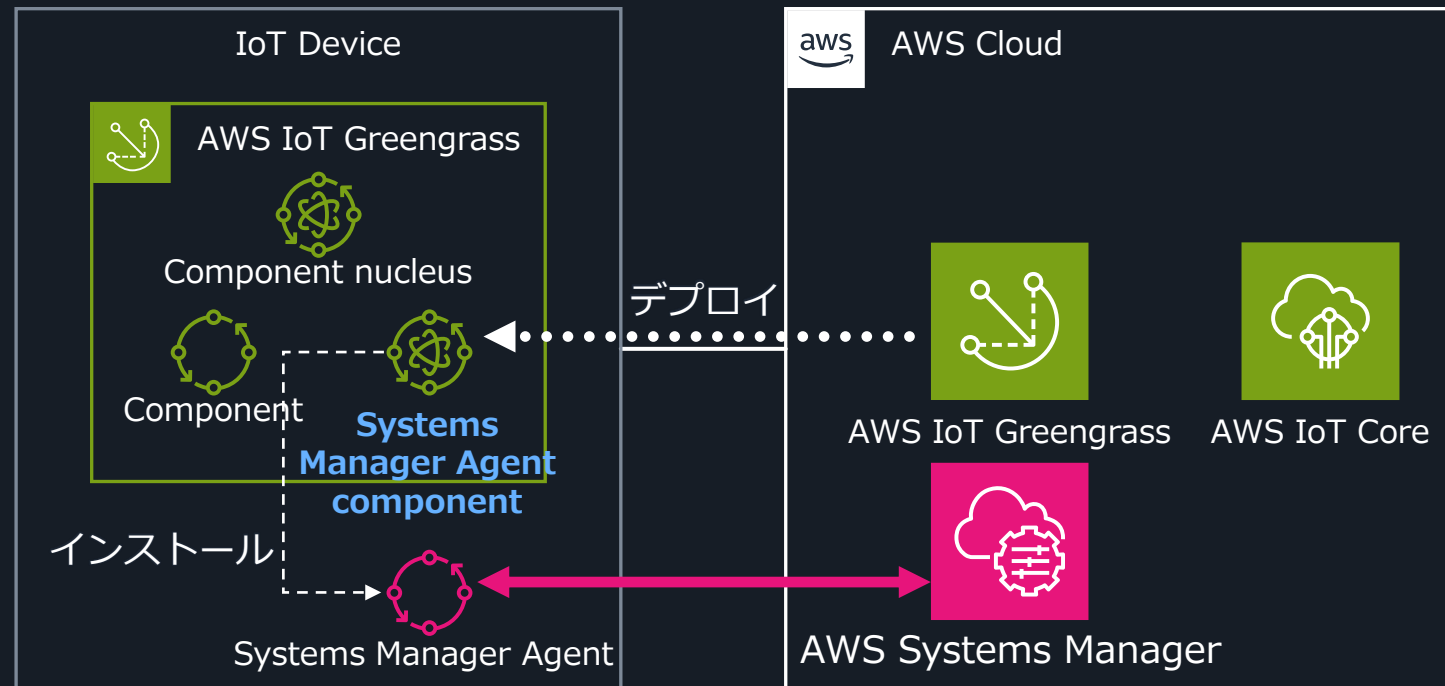 IoT Device
AWS IoT Greengrass
Component nucleus
Component
Systems
Manager Agent
component
インストール
Systems Manager Agent
デプロイ
aws
AWS Cloud
AWS IoT Greengrass
AWS IoT Core
AWS Systems Manager